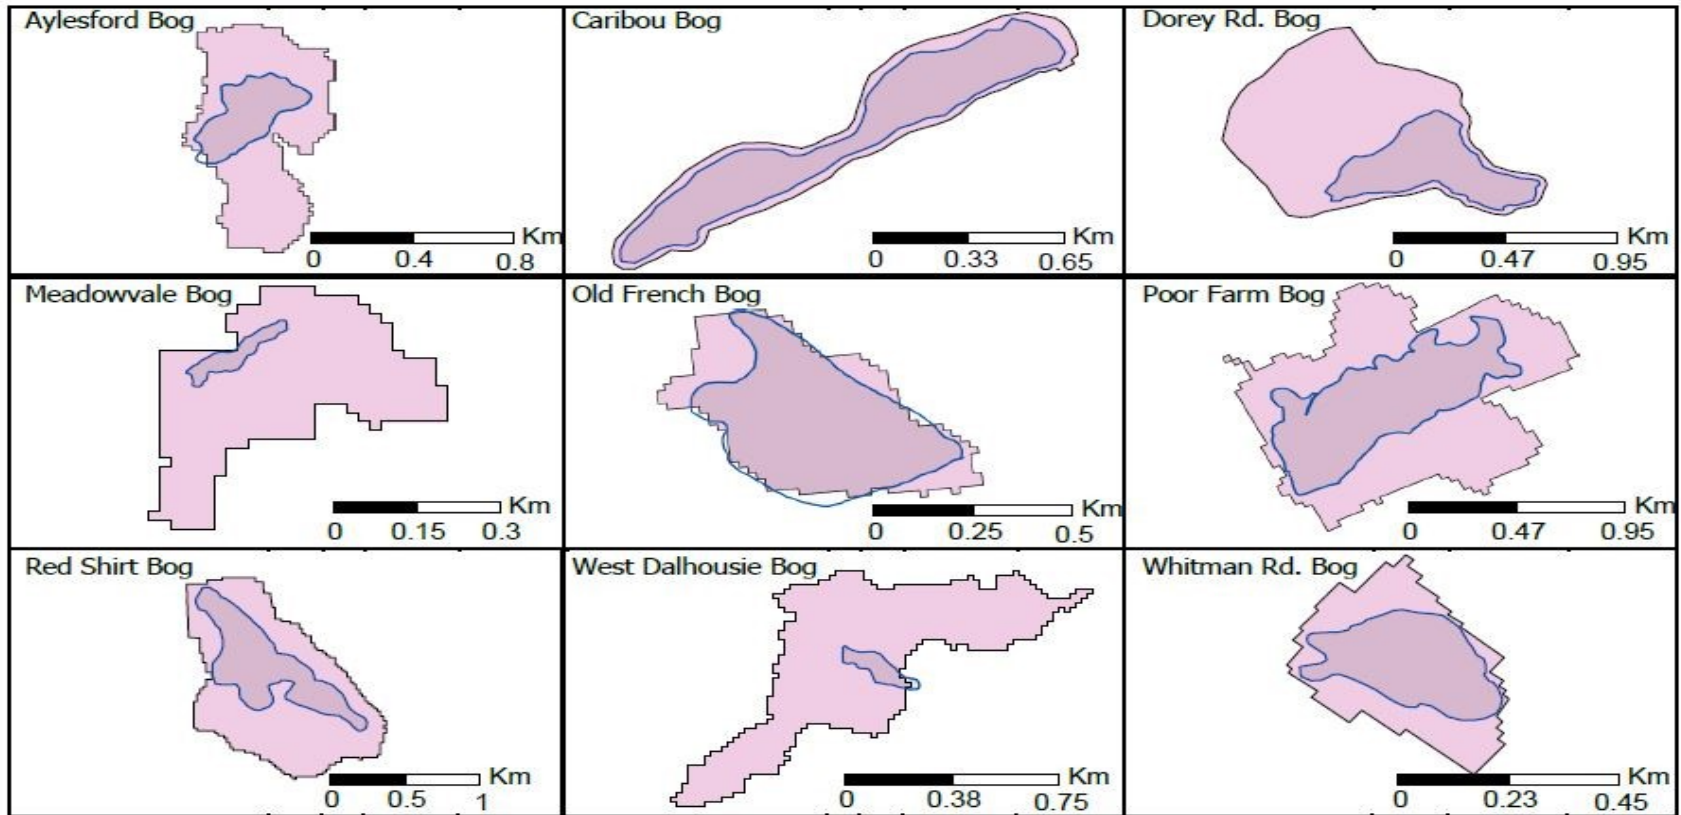 Aylesford Bog
Km
0 0.4 0.8
Caribou Bog
Km
0 0.33 0.65
Dorey Rd. Bog
Km
0 0.47 0.95
Meadowvale Bog
Km
0 0.15 0.3
Old French Bog
Km
0 0.25 0.5
Poor Farm Bog
Km
0 0.47 0.95
Red Shirt Bog
Km
0 0.5 1
West Dalhousie Bog
Km
0 0.38 0.75
Whitman Rd. Bog
Km
0 0.23 0.45